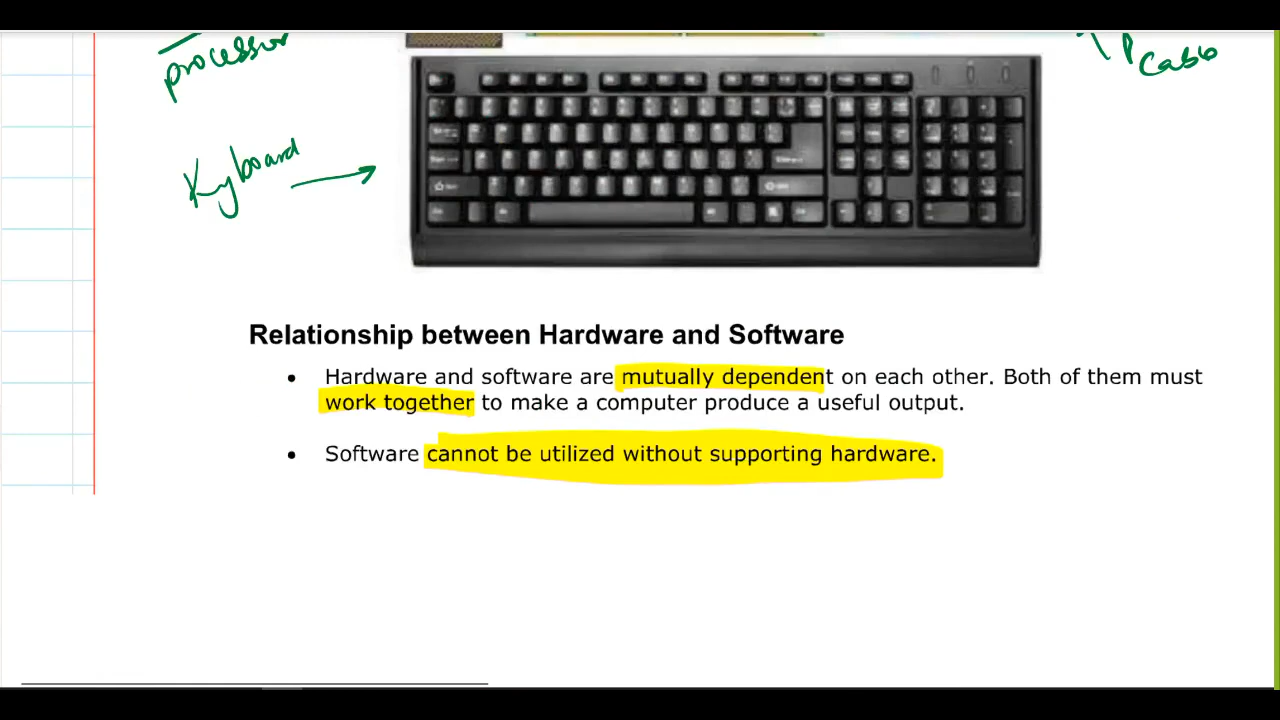 processor
Keyboard
Relationship between Hardware and Software
• Hardware and software are mutually dependent on each other. Both of them must
work together to make a computer produce a useful output.
• Software cannot be utilized without supporting hardware.